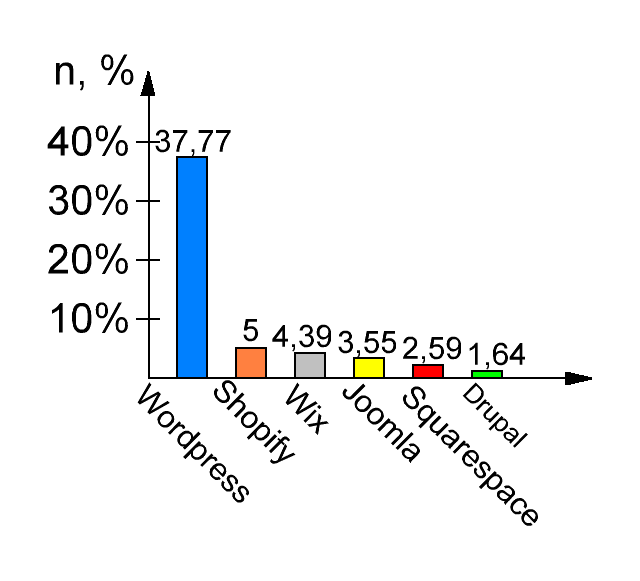 n, %
40%
30%
20%
10%
37,77
5
4,39
3,55
2,59
1,64
Wordpress
Shopify
Wix
Joomla
Squarespace
Drupal